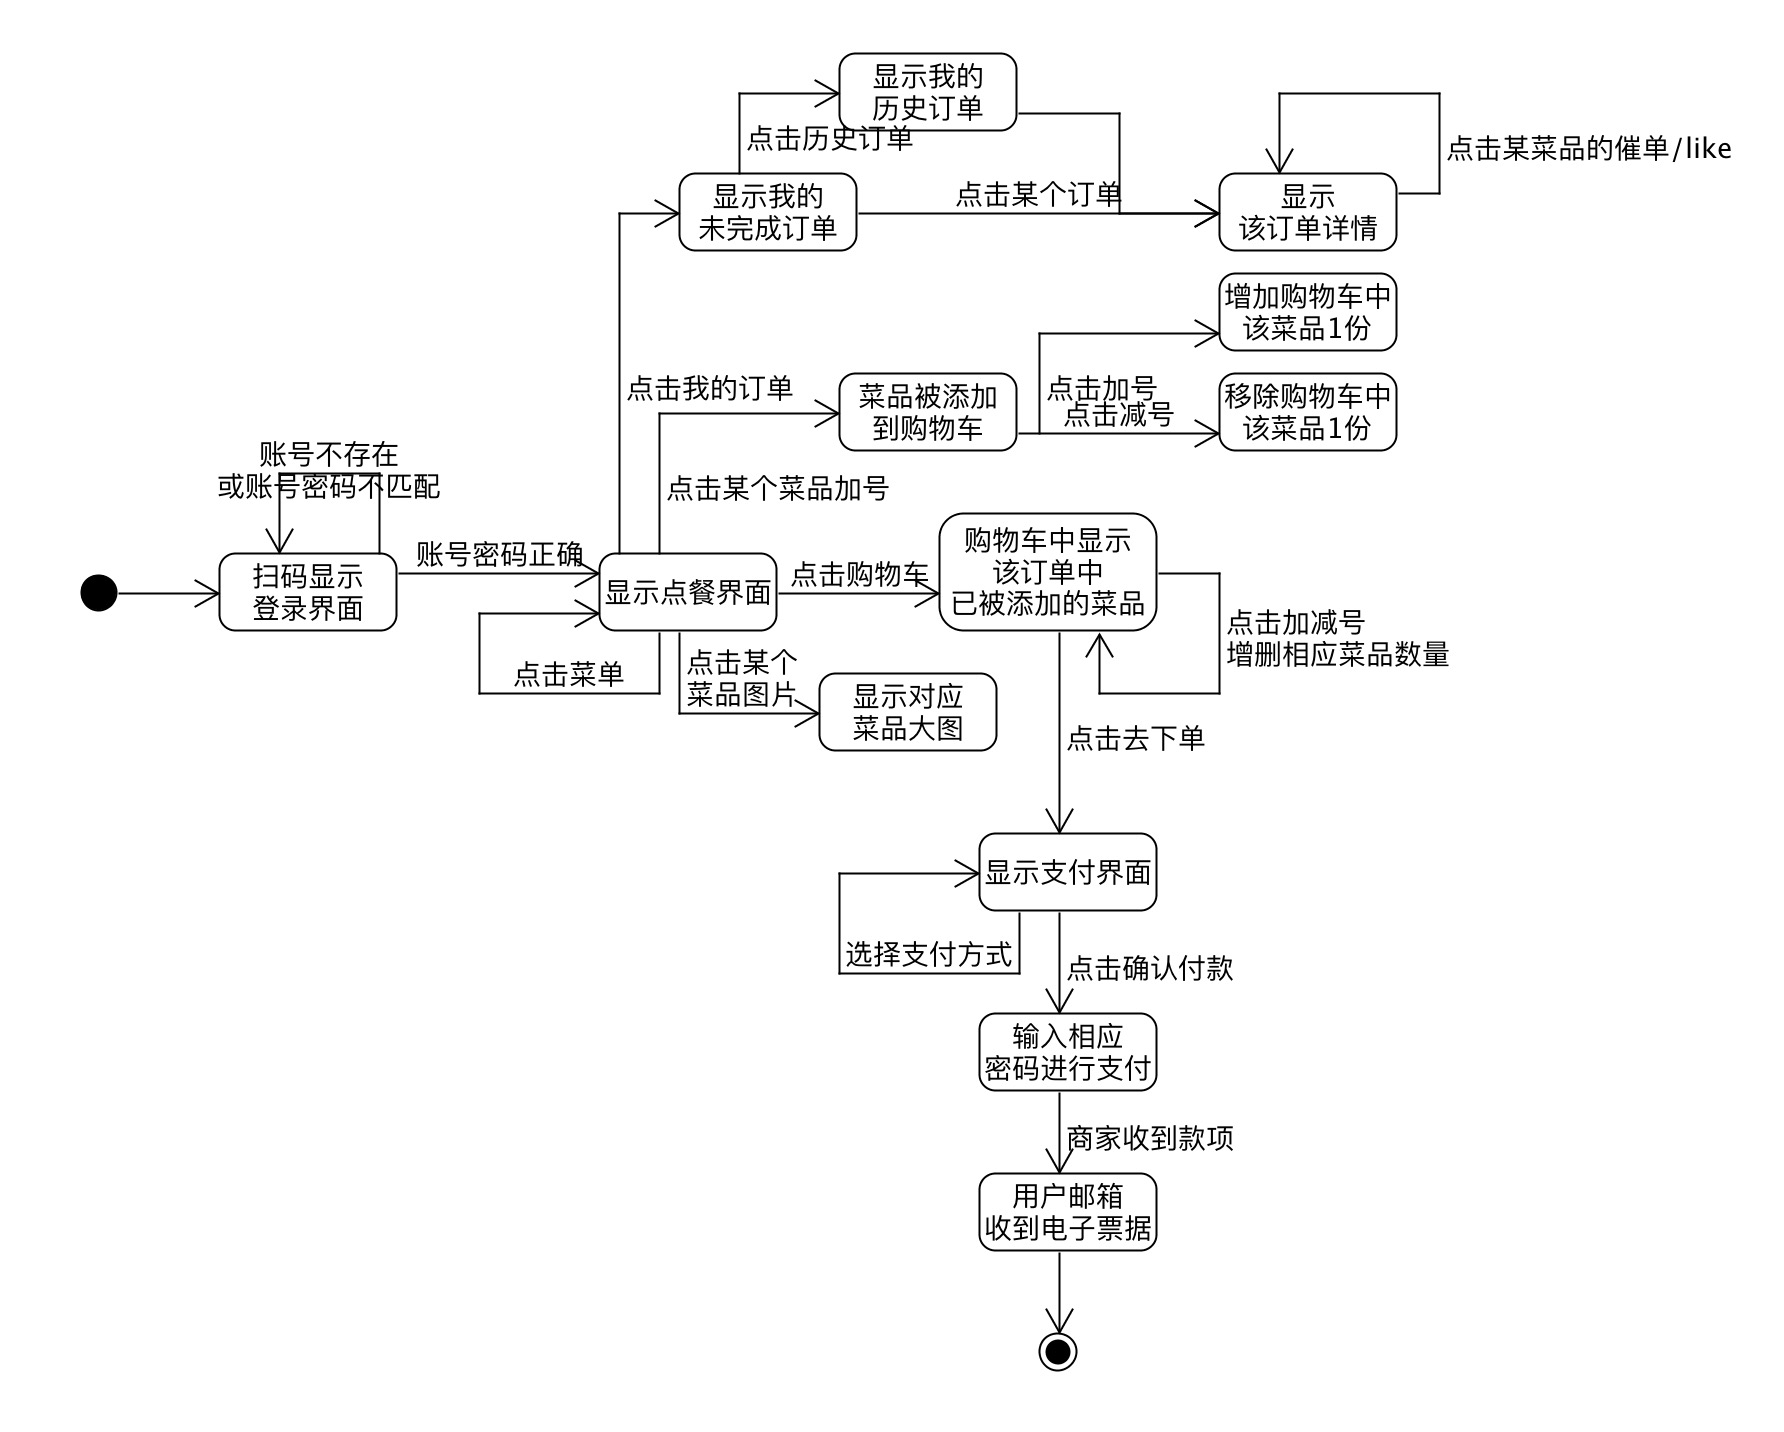 显示我的
历史订单
点击历史订单
点击某菜品的催单/like
显示我的
未完成订单
点击某个订单
显示
该订单详情
增加购物车中
该菜品1份
点击我的订单
菜品被添加
到购物车
点击加号
点击减号
移除购物车中
该菜品1份
账号不存在
或账号密码不匹配
点击某个菜品加号
扫码显示
登录界面
账号密码正确
显示点餐界面
点击购物车
购物车中显示
该订单中
已被添加的菜品
点击加减号
增删相应菜品数量
点击菜单
点击某个
菜品图片
显示对应
菜品大图
点击去下单
显示支付界面
选择支付方式
点击确认付款
输入相应
密码进行支付
商家收到款项
用户邮箱
收到电子票据